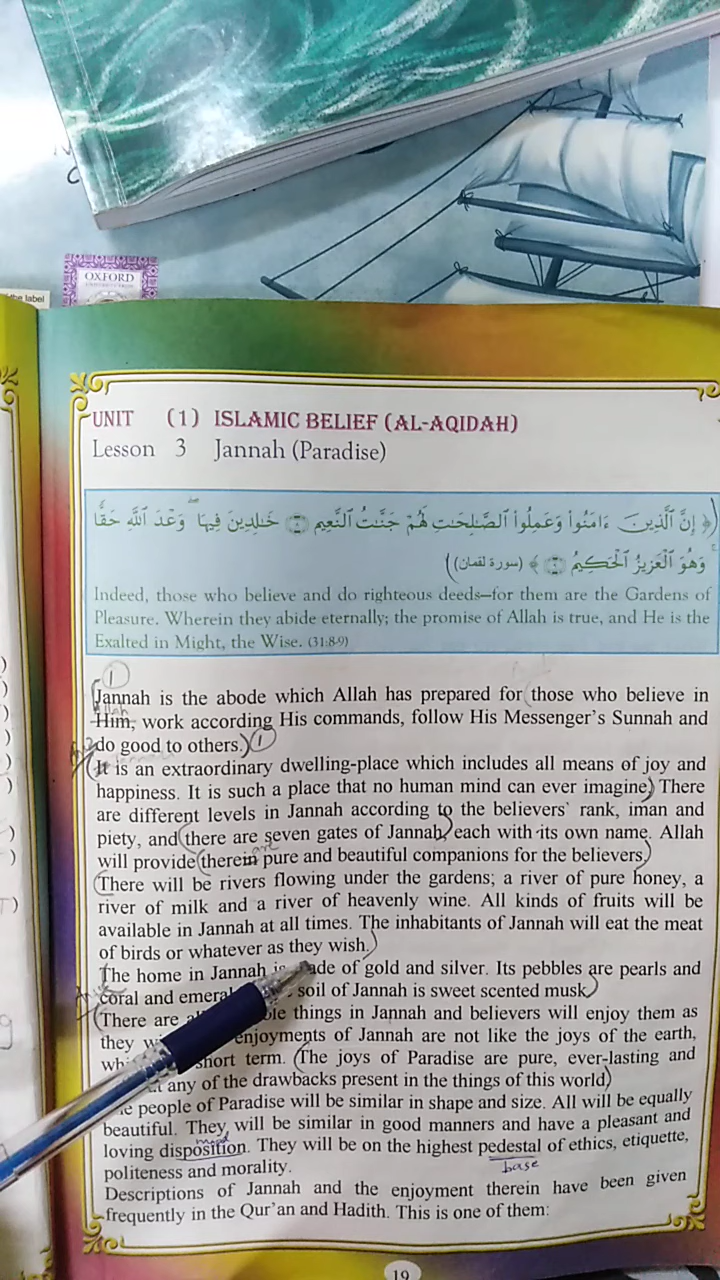 OXFORD
the label
UNIT (1) ISLAMIC BELIEF (AL-AQIDAH)
Lesson 3 Jannah (Paradise)
﴿ إِنَّ ٱلَّذِينَ ءَامَنُوا۟ وَعَمِلُوا۟ ٱلصَّـٰلِحَـٰتِ لَهُمْ جَنَّـٰتُ ٱلنَّعِيمِ ۝٨ خَـٰلِدِينَ فِيهَا ۖ وَعْدَ ٱللَّهِ حَقًّا ۚ
وَهُوَ ٱلْعَزِيزُ ٱلْحَكِيمُ ۝٩ ﴾ (سورة لقمان)
Indeed, those who believe and do righteous deeds–for them are the Gardens of
Pleasure. Wherein they abide eternally; the promise of Allah is true, and He is the
Exalted in Might, the Wise. (31:8-9)
1
Jannah is the abode which Allah has prepared for those who believe in
Allah
Him, work according His commands, follow His Messenger's Sunnah and
do good to others.) 1
It is an extraordinary dwelling-place which includes all means of joy and
happiness. It is such a place that no human mind can ever imagine) There
are different levels in Jannah according to the believers' rank, iman and
piety, and (there are seven gates of Jannah,) each with its own name. Allah
are
will provide (therein pure and beautiful companions for the believers)
(There will be rivers flowing under the gardens; a river of pure honey, a
river of milk and a river of heavenly wine. All kinds of fruits will be
available in Jannah at all times. The inhabitants of Jannah will eat the meat
of birds or whatever as they wish.)
The home in Jannah is made of gold and silver. Its pebbles are pearls and
coral and emeral soil of Jannah is sweet scented musk)
(There are things in Jannah and believers will enjoy them as
they enjoyments of Jannah are not like the joys of the earth,
short term. (The joys of Paradise are pure, ever-lasting and
any of the drawbacks present in the things of this world)
people of Paradise will be similar in shape and size. All will be equally
beautiful. They will be similar in good manners and have a pleasant and
mood
loving disposition. They will be on the highest pedestal of ethics, etiquette,
base
politeness and morality.
Descriptions of Jannah and the enjoyment therein have been given
frequently in the Qur'an and Hadith. This is one of them:
19